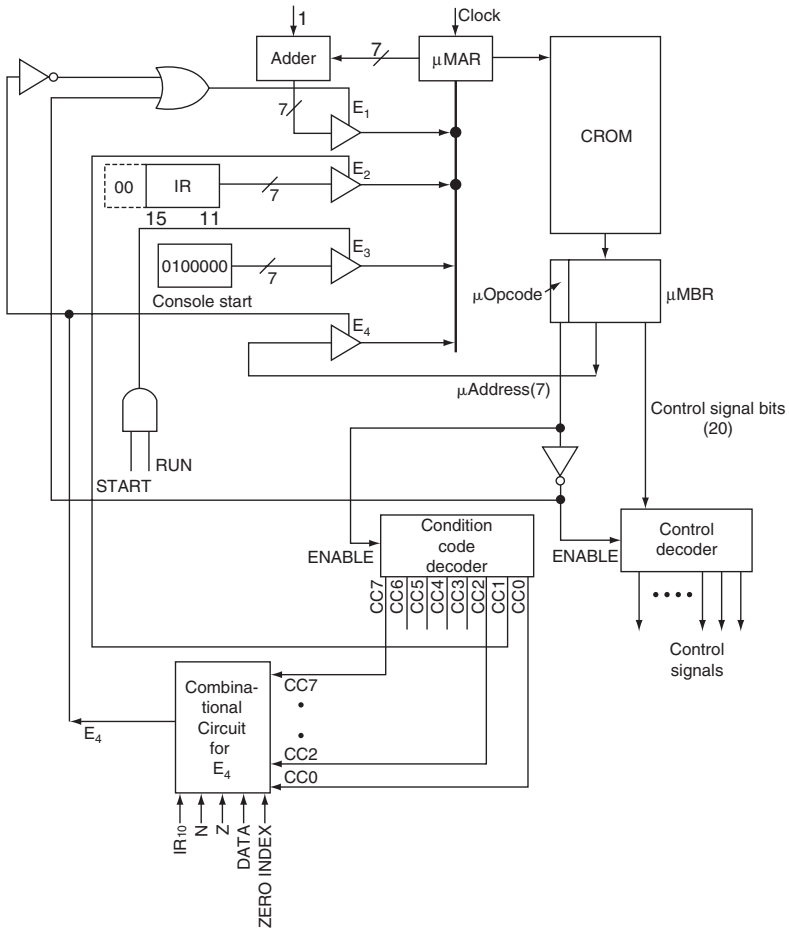 1
Clock
Adder
7
μMAR
CROM
7
E1
00
IR
7
E2
15
11
0100000
7
E3
Console start
μOpcode
μMBR
E4
μAddress(7)
Control signal bits
(20)
START
RUN
Condition
code
decoder
ENABLE
CC7
CC6
CC5
CC4
CC3
CC2
CC1
CC0
ENABLE
Control
decoder
Control
signals
Combina-
tional
Circuit
for
E4
CC7
CC2
CC0
E4
IR10
N
Z
DATA
ZERO INDEX